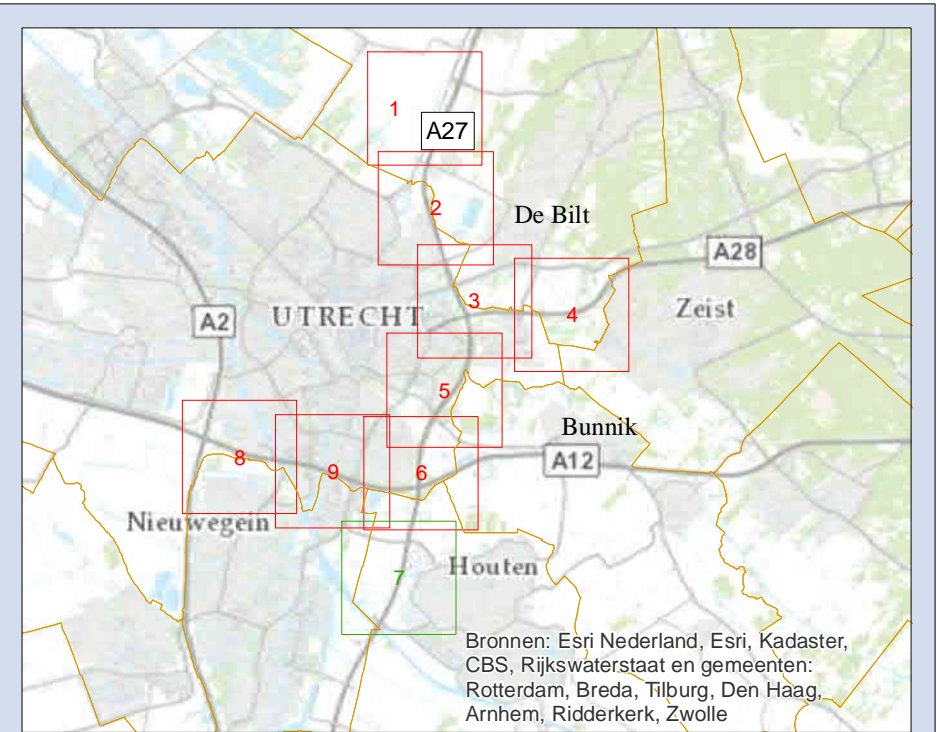 1
A27
2
De Bilt
A28
3
4
Zeist
UTRECHT
A2
5
Bunnik
8
9
6
A12
Nieuwegein
7
Houten
Bronnen: Esri Nederland, Esri, Kadaster,
CBS, Rijkswaterstaat en gemeenten:
Rotterdam, Breda, Tilburg, Den Haag,
Arnhem, Ridderkerk, Zwolle